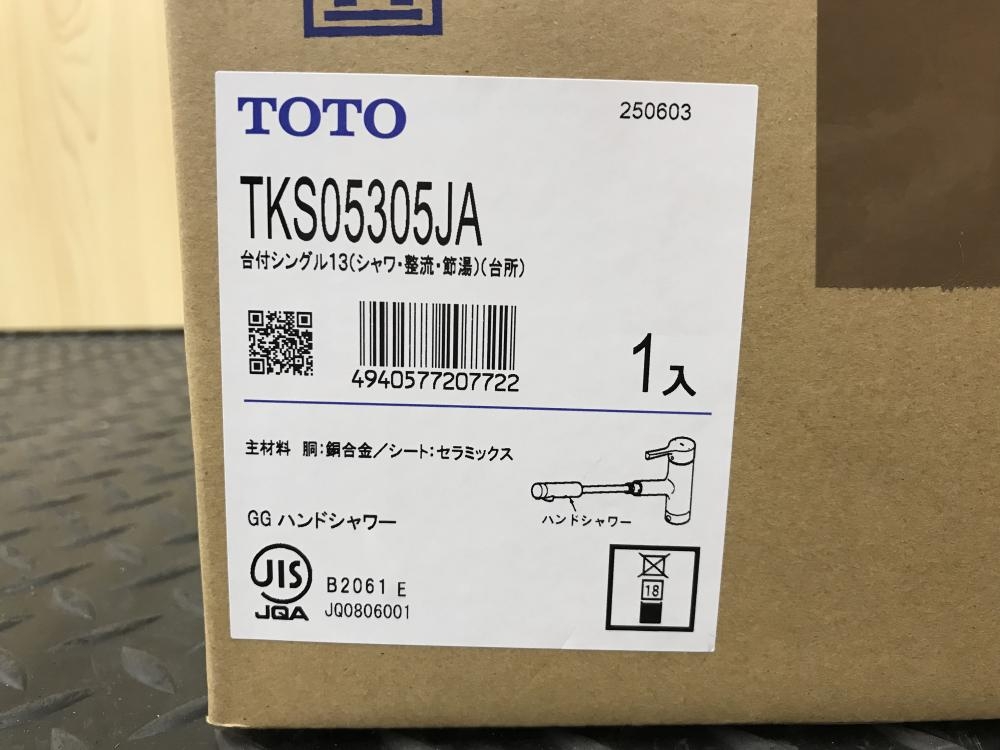 TOTO
250603
TKS05305JA
台付シングル13(シャワ・整流・節湯)(台所)
4940577207722
1入
主材料 胴:銅合金/シート:セラミックス
ハンドシャワー
GG ハンドシャワー
JIS
JQA
B2061 E
JQ0806001
18